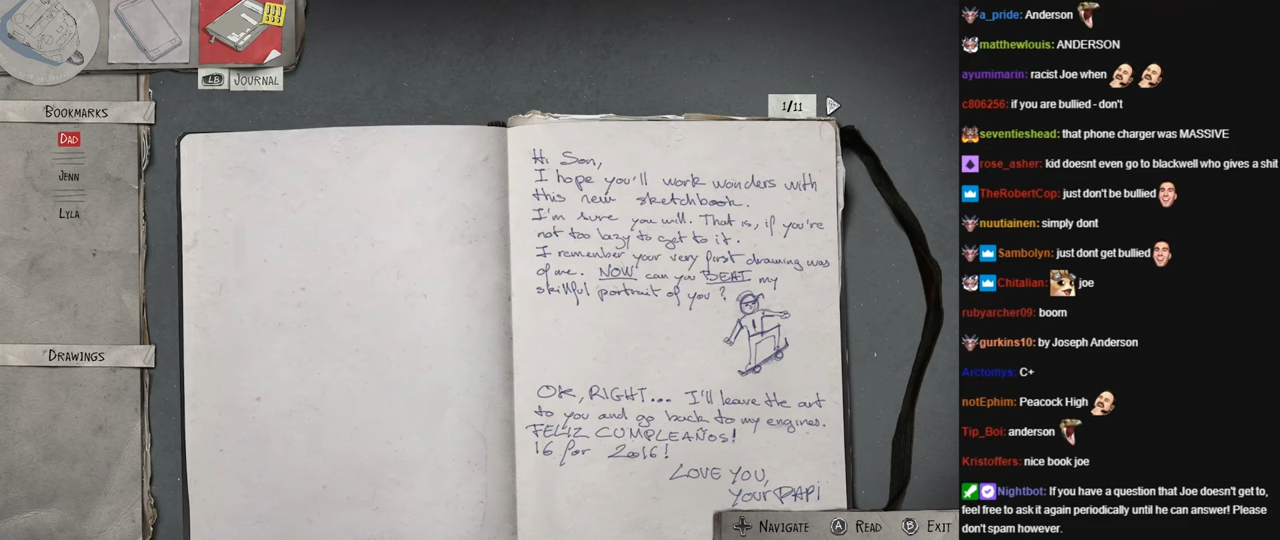 LB JOURNAL
BOOKMARKS
DAD
JENN
LYLA
DRAWINGS
1/11
Hi Son,
I hope you'll work wonders with
this new sketchbook.
I'm sure you will. That is, if you're
not too lazy to get to it.
I remember your very first drawing was
of me. NOW can you BEAT my
skillful portrait of you?
OK, RIGHT... I'll leave the art
to you and go back to my engines.
FELIZ CUMPLEAÑOS!
16 for 2016!
LOVE YOU,
your PAPI
NAVIGATE A READ B EXIT
a_pride: Anderson
matthewlouis: ANDERSON
ayumimarin: racist Joe when
c806256: if you are bullied - don't
seventieshead: that phone charger was MASSIVE
rose_asher: kid doesnt even go to blackwell who gives a shit
TheRobertCop: just don't be bullied
nuutiainen: simply dont
Sambolyn: just dont get bullied
Chitalian: joe
rubyarcher09: boom
gurkins10: by Joseph Anderson
Arctomys: C+
notEphim: Peacock High
Tip_Boi: anderson
Kristoffers: nice book joe
Nightbot: If you have a question that Joe doesn't get to,
feel free to ask it again periodically until he can answer! Please
don't spam however.